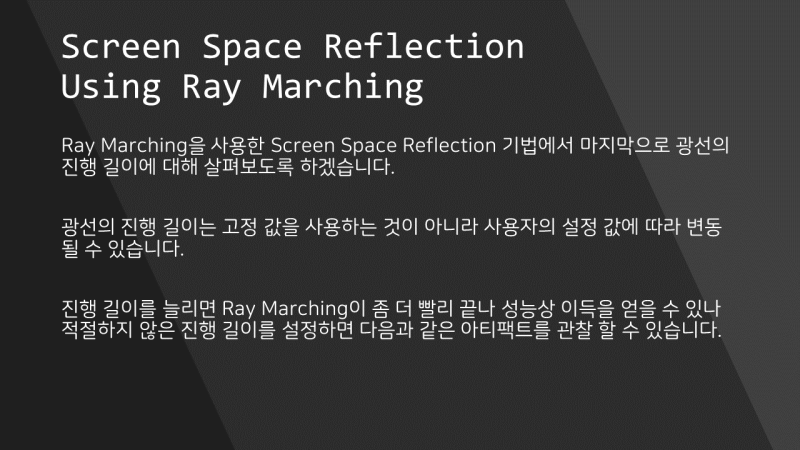 Screen Space Reflection
Using Ray Marching
Ray Marching을 사용한 Screen Space Reflection 기법에서 마지막으로 광선의
진행 길이에 대해 살펴보도록 하겠습니다.
광선의 진행 길이는 고정 값을 사용하는 것이 아니라 사용자의 설정 값에 따라 변동
될 수 있습니다.
진행 길이를 늘리면 Ray Marching이 좀 더 빨리 끝나 성능상 이득을 얻을 수 있나
적절하지 않은 진행 길이를 설정하면 다음과 같은 아티팩트를 관찰 할 수 있습니다.